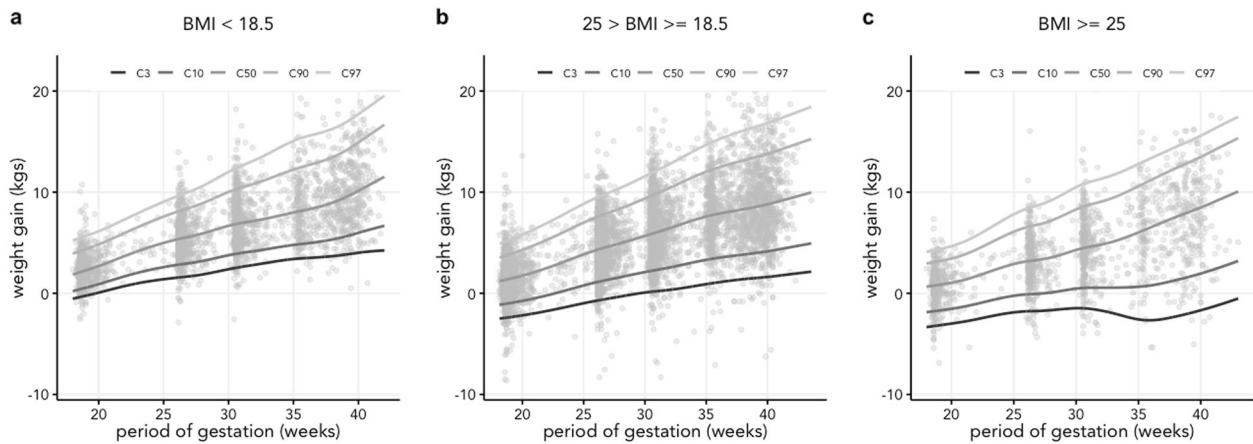 a
BMI < 18.5
C3 C10 C50 C90 C97
weight gain (kgs)
20
10
0
-10
20 25 30 35 40
period of gestation (weeks)
b
25 > BMI >= 18.5
C3 C10 C50 C90 C97
weight gain (kgs)
20
10
0
-10
20 25 30 35 40
period of gestation (weeks)
c
BMI >= 25
C3 C10 C50 C90 C97
weight gain (kgs)
20
10
0
-10
20 25 30 35 40
period of gestation (weeks)